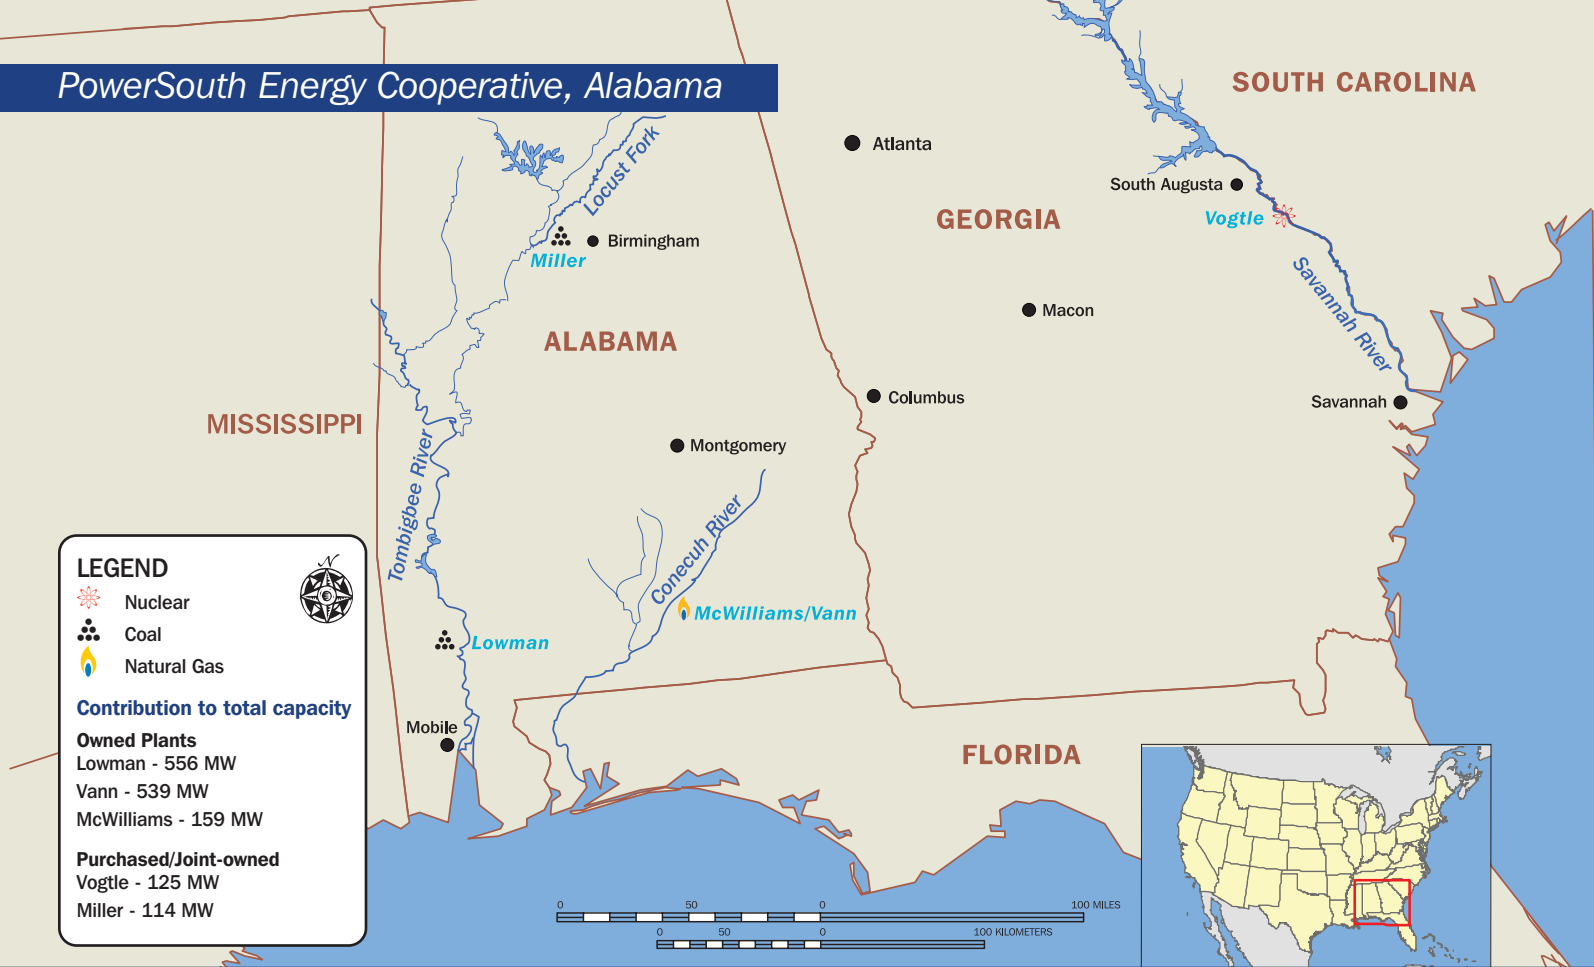 PowerSouth Energy Cooperative, Alabama
SOUTH CAROLINA
Locust Fork
Atlanta
South Augusta
GEORGIA
Vogtle
Birmingham
Miller
Savannah River
Macon
ALABAMA
Columbus
Savannah
MISSISSIPPI
Montgomery
Tombigbee River
Conecuh River
McWilliams/Vann
Lowman
Mobile
FLORIDA
LEGEND
N
Nuclear
Coal
Natural Gas
Contribution to total capacity
Owned Plants
Lowman - 556 MW
Vann - 539 MW
McWilliams - 159 MW
Purchased/Joint-owned
Vogtle - 125 MW
Miller - 114 MW
0 50 0 100 MILES
0 50 0 100 KILOMETERS